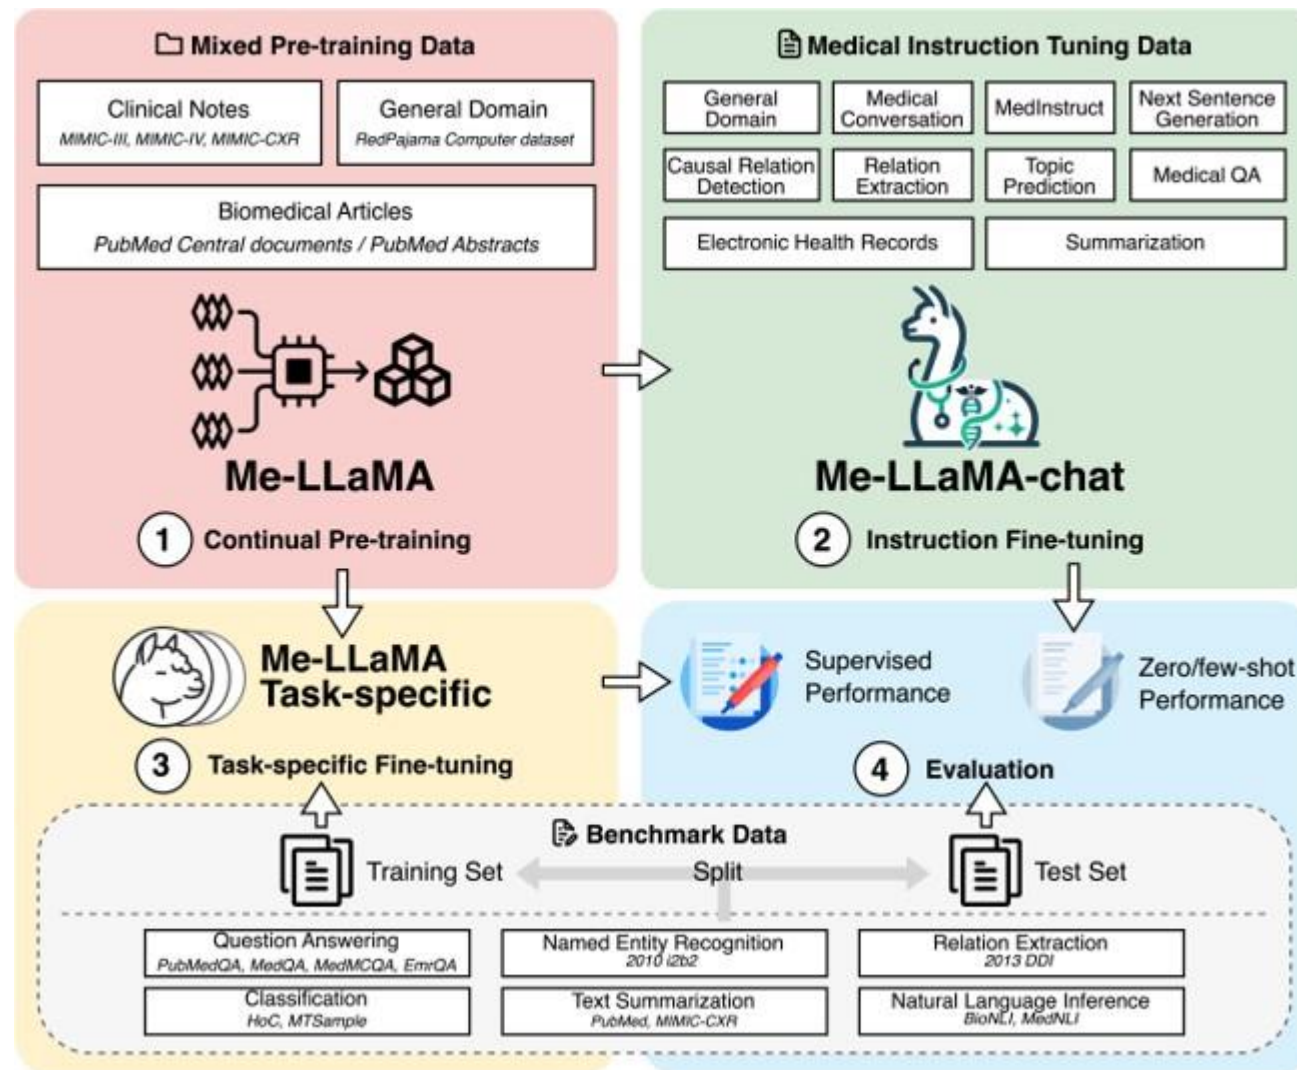 Mixed Pre-training Data
Clinical Notes
MIMIC-III, MIMIC-IV, MIMIC-CXR
General Domain
RedPajama Computer dataset
Biomedical Articles
PubMed Central documents / PubMed Abstracts
Me-LLaMA
1 Continual Pre-training
Medical Instruction Tuning Data
General
Domain
Medical
Conversation
MedInstruct
Next Sentence
Generation
Causal Relation
Detection
Relation
Extraction
Topic
Prediction
Medical QA
Electronic Health Records
Summarization
Me-LLaMA-chat
2 Instruction Fine-tuning
Me-LLaMA
Task-specific
3 Task-specific Fine-tuning
Supervised
Performance
Zero/few-shot
Performance
4 Evaluation
Benchmark Data
Training Set
Split
Test Set
Question Answering
PubMedQA, MedQA, MedMCQA, EmrQA
Named Entity Recognition
2010 i2b2
Relation Extraction
2013 DDI
Classification
HoC, MTSample
Text Summarization
PubMed, MIMIC-CXR
Natural Language Inference
BioNLI, MedNLI